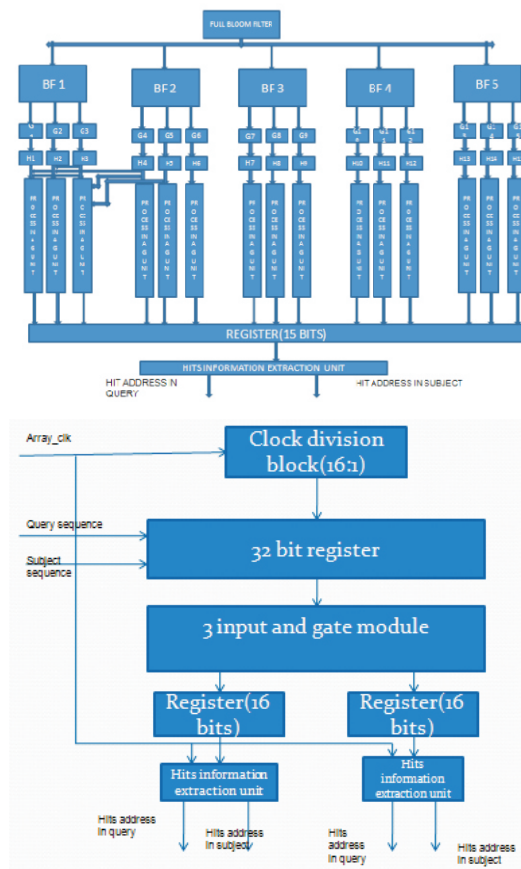 FULL BLOOM FILTER
BF 1
BF 2
BF 3
BF 4
BF 5
G2
G3
G4
G5
G6
G7
G8
G9
H1
H2
H3
H4
H5
H6
H7
H8
H9
H10
H11
H12
H13
H14
REGISTER(15 BITS)
HITS INFORMATION EXTRACTION UNIT
HIT ADDRESS IN
QUERY
HIT ADDRESS IN SUBJECT
Array_clk
Clock division
block(16:1)
Query sequence
32 bit register
Subject
sequence
3 input and gate module
Register(16
bits)
Register(16
bits)
Hits information
extraction unit
Hits
information
extraction unit
Hits address
in query
Hits address
in subject
Hits
address
in query
Hits address
in subject